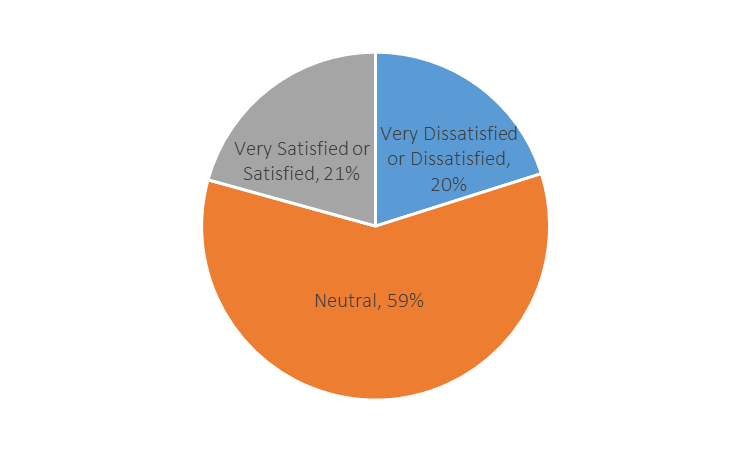 Very Satisfied or
Satisfied, 21%
Very Dissatisfied
or Dissatisfied,
20%
Neutral, 59%